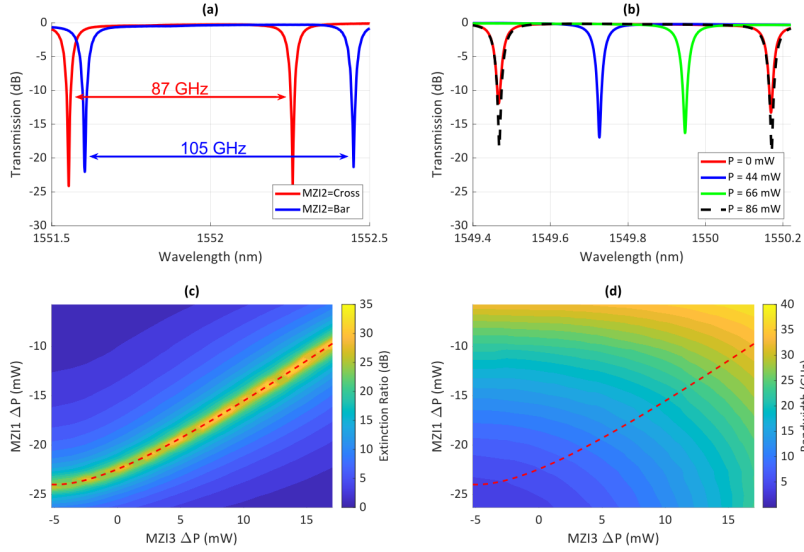 (a)
0
-5
-10
-15
-20
-25
-30
Transmission (dB)
87 GHz
105 GHz
MZI2=Cross
MZI2=Bar
1551.5
1552
1552.5
Wavelength (nm)
(b)
0
-5
-10
-15
-20
-25
-30
Transmission (dB)
P = 0 mW
P = 44 mW
P = 66 mW
P = 86 mW
1549.4
1549.6
1549.8
1550
1550.2
Wavelength (nm)
(c)
-10
-15
-20
-25
MZI1 ΔP (mW)
-5
0
5
10
15
MZI3 ΔP (mW)
35
30
25
20
15
10
5
0
Extinction Ratio (dB)
(d)
-10
-15
-20
-25
MZI1 ΔP (mW)
-5
0
5
10
15
MZI3 ΔP (mW)
40
35
30
25
20
15
10
5